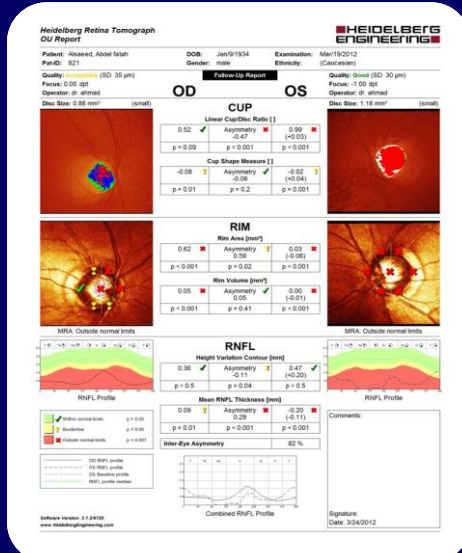 Heidelberg Retina Tomograph
OU Report
HEIDELBERG
ENGINEERING
Patient: Alsaeed, Abdel fatah DOB: Jan/9/1934 Examination: Mar/19/2012
Pat-ID: 821 Gender: male Ethnicity: (Caucasian)
Quality: Acceptable (SD 35 µm) Follow-Up Report Quality: Good (SD 30 µm)
Focus: 0.00 dpt Focus: -1.00 dpt
Operator: dr. ahmad OD OS Operator: dr. ahmad
Disc Size: 0.86 mm² (small) Disc Size: 1.18 mm² (small)
CUP
Linear Cup/Disc Ratio [ ]
0.52 Asymmetry 0.99
-0.47 (+0.03)
p = 0.09 p < 0.001 p < 0.001
Cup Shape Measure [ ]
-0.08 Asymmetry -0.02
-0.06 (+0.04)
p = 0.01 p = 0.2 p = 0.001
RIM
Rim Area [mm²]
0.62 Asymmetry 0.03
0.59 (-0.06)
p < 0.001 p = 0.02 p < 0.001
Rim Volume [mm³]
0.05 Asymmetry 0.00
0.05 (-0.01)
p < 0.001 p = 0.41 p < 0.001
MRA: Outside normal limits MRA: Outside normal limits
RNFL
Height Variation Contour [mm]
0.36 Asymmetry 0.47
-0.11 (+0.20)
p > 0.5 p = 0.04 p > 0.5
RNFL Profile RNFL Profile
Mean RNFL Thickness [mm]
0.09 Asymmetry -0.20
0.29 (-0.11)
p = 0.01 p < 0.001 p < 0.001
Within normal limits p > 0.05
Borderline p < 0.05
Outside normal limits p < 0.001
Inter-Eye Asymmetry 82 %
Comments:
OD RNFL profile
OS RNFL profile
OS Baseline profile
RNFL profile median
Combined RNFL Profile
Signature:
Date: 3/24/2012
www.HeidelbergEngineering.com